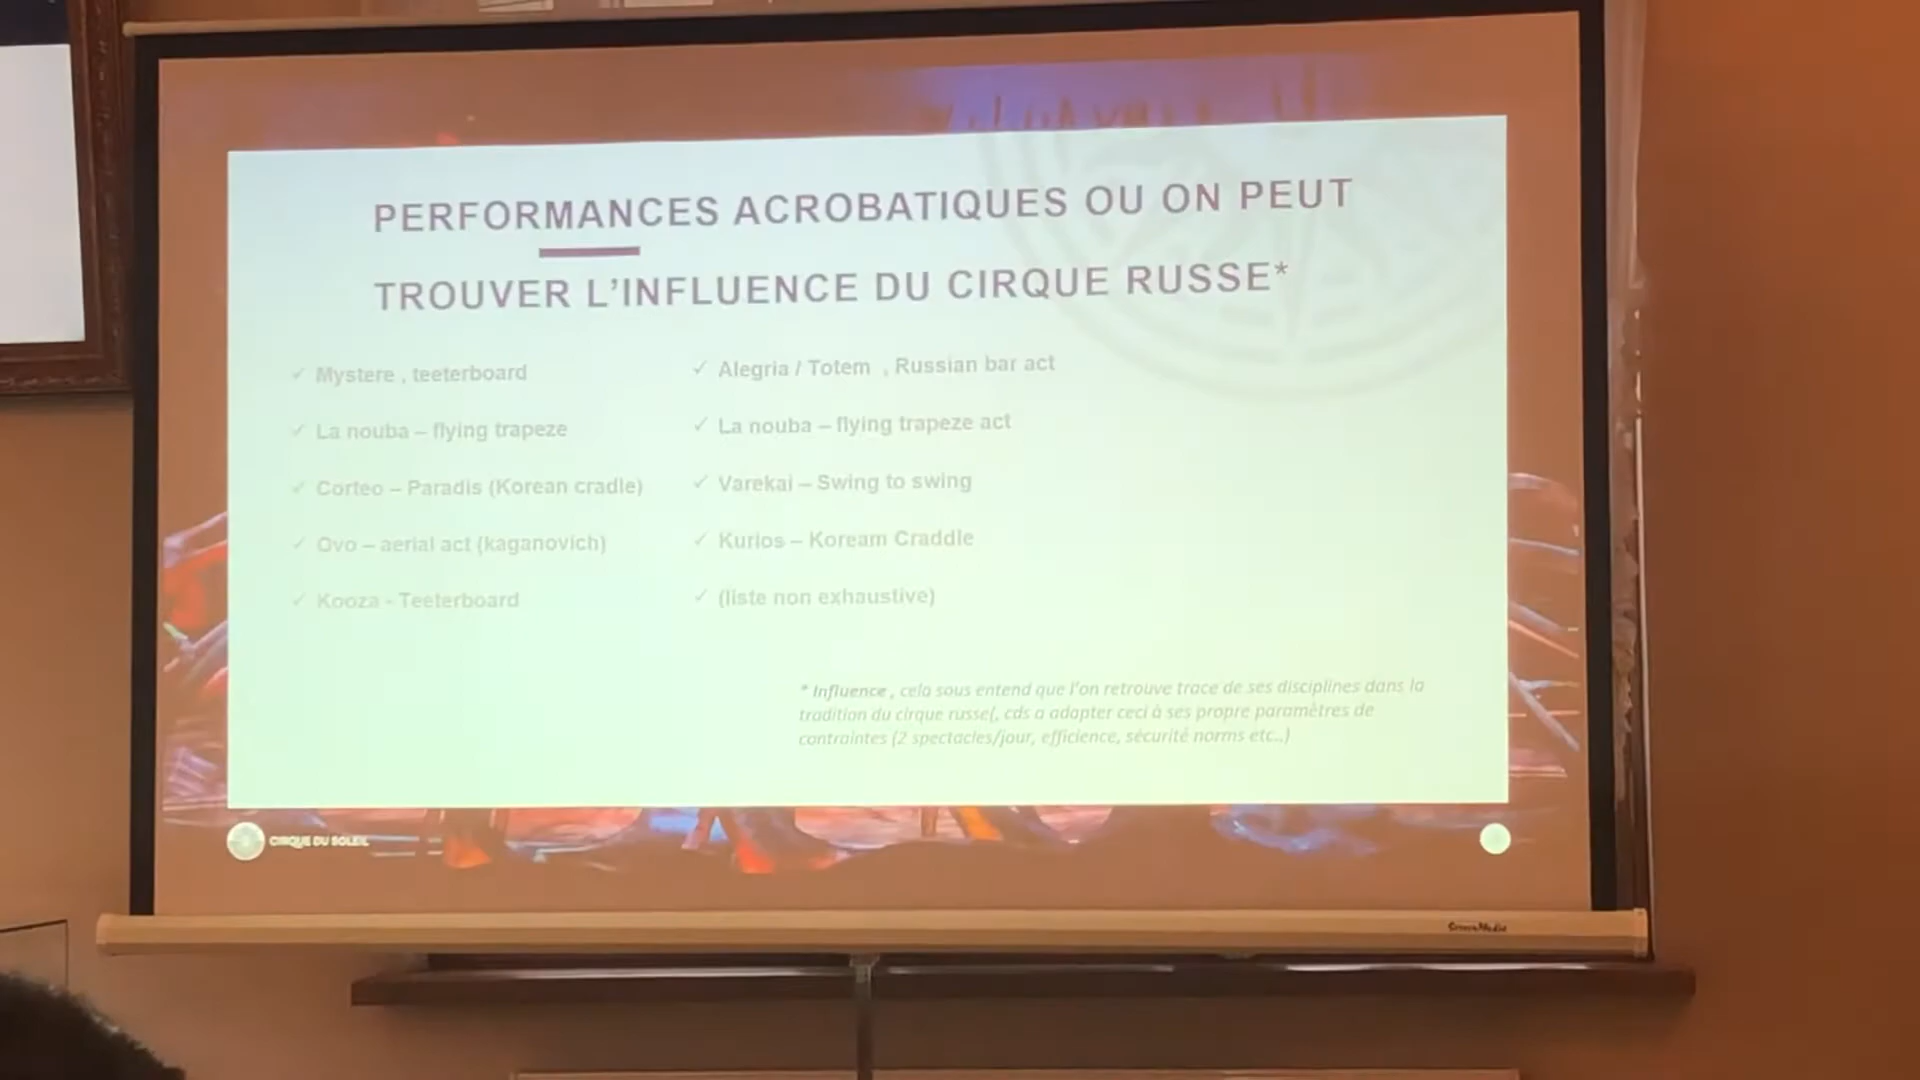 PERFORMANCES ACROBATIQUES OU ON PEUT
TROUVER L'INFLUENCE DU CIRQUE RUSSE*
✓ Mystere , teeterboard
✓ La nouba – flying trapeze
✓ Corteo – Paradis (Korean cradle)
✓ Ovo – aerial act (kaganovich)
✓ Kooza - Teeterboard
✓ Alegria / Totem , Russian bar act
✓ La nouba – flying trapeze act
✓ Varekai – Swing to swing
✓ Kurios – Koream Craddle
✓ (liste non exhaustive)
* Influence , cela sous entend que l'on retrouve trace de ses disciplines dans la
tradition du cirque russe(, cds a adapter ceci à ses propre paramètres de
contraintes (2 spectacles/jour, efficience, sécurité norms etc..)
CIRQUE DU SOLEIL
ScreenMedia